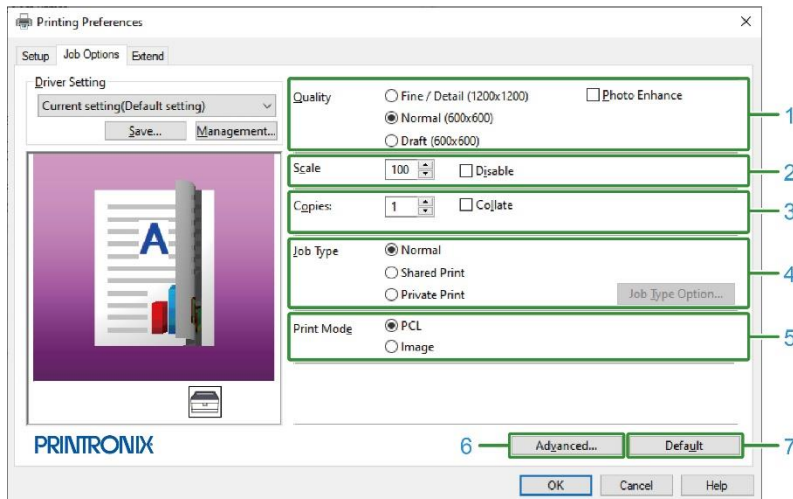 Printing Preferences
Setup Job Options Extend
Driver Setting
Current setting(Default setting)
Save... Management...
A
PRINTRONIX
Quality Fine / Detail (1200x1200) Photo Enhance 1
Normal (600x600)
Draft (600x600)
Scale 100 Disable 2
Copies: 1 Collate 3
Job Type Normal
Shared Print 4
Private Print Job Type Option...
Print Mode PCL 5
Image
6 Advanced... Default 7
OK Cancel Help